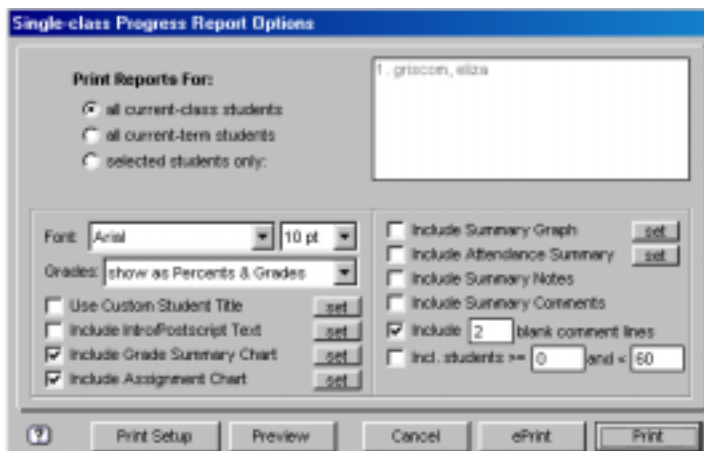 Single-class Progress Report Options
Print Reports For:
all current-class students
all current-term students
selected students only:
1. griscom, eliza
Font: Arial 10 pt
Grades: show as Percents & Grades
Use Custom Student Title set
Include Intro/Postscript Text set
Include Grade Summary Chart set
Include Assignment Chart set
Include Summary Graph set
Include Attendance Summary set
Include Summary Notes
Include Summary Comments
Include 2 blank comment lines
Incl. students >= 0 and < 60
? Print Setup Preview Cancel ePrint Print